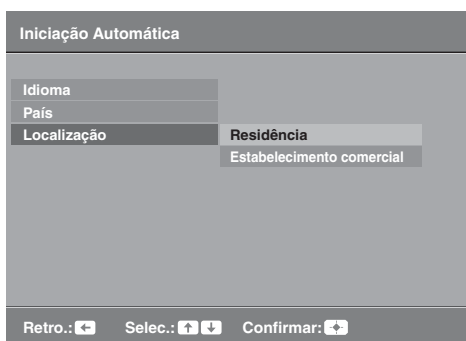 Iniciação Automática
Idioma
País
Localização Residência
Estabelecimento comercial
Retro.: ← Selec.: ↑ ↓ Confirmar: